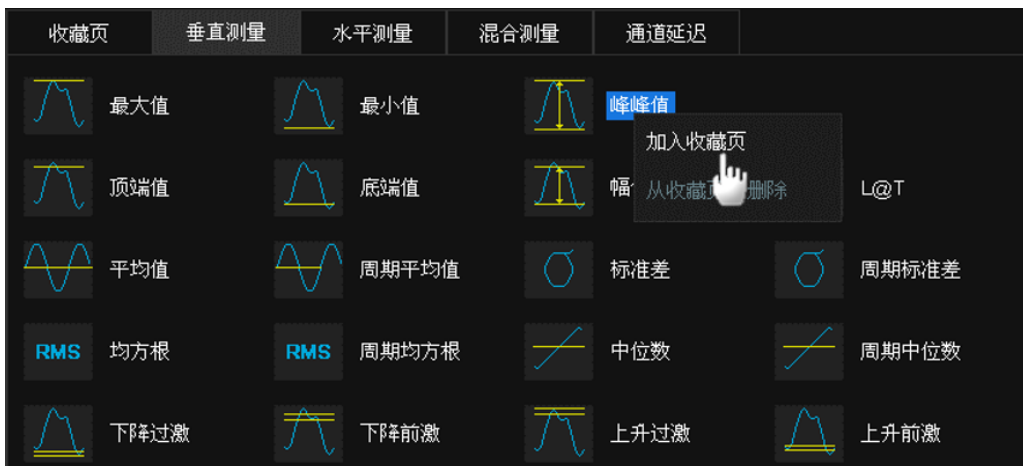 收藏页 垂直测量 水平测量 混合测量 通道延迟
最大值 最小值 峰峰值
加入收藏页
顶端值 底端值 幅 从收藏 删除 L@T
平均值 周期平均值 标准差 周期标准差
RMS 均方根 RMS 周期均方根 中位数 周期中位数
下降过激 下降前激 上升过激 上升前激